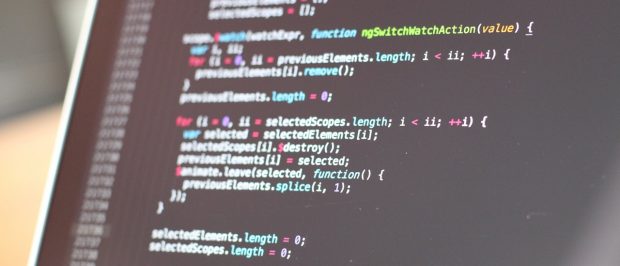 selectedScopes = [];
scope.$watch(watchExpr, function ngSwitchWatchAction(value) {
var i, ii;
for (i = 0, ii = previousElements.length; i < ii; ++i) {
previousElements[i].remove();
}
previousElements.length = 0;
for (i = 0, ii = selectedScopes.length; i < ii; ++i) {
var selected = selectedElements[i];
selectedScopes[i].$destroy();
previousElements[i] = selected;
$animate.leave(selected, function() {
previousElements.splice(i, 1);
});
}
selectedElements.length = 0;
selectedScopes.length = 0;